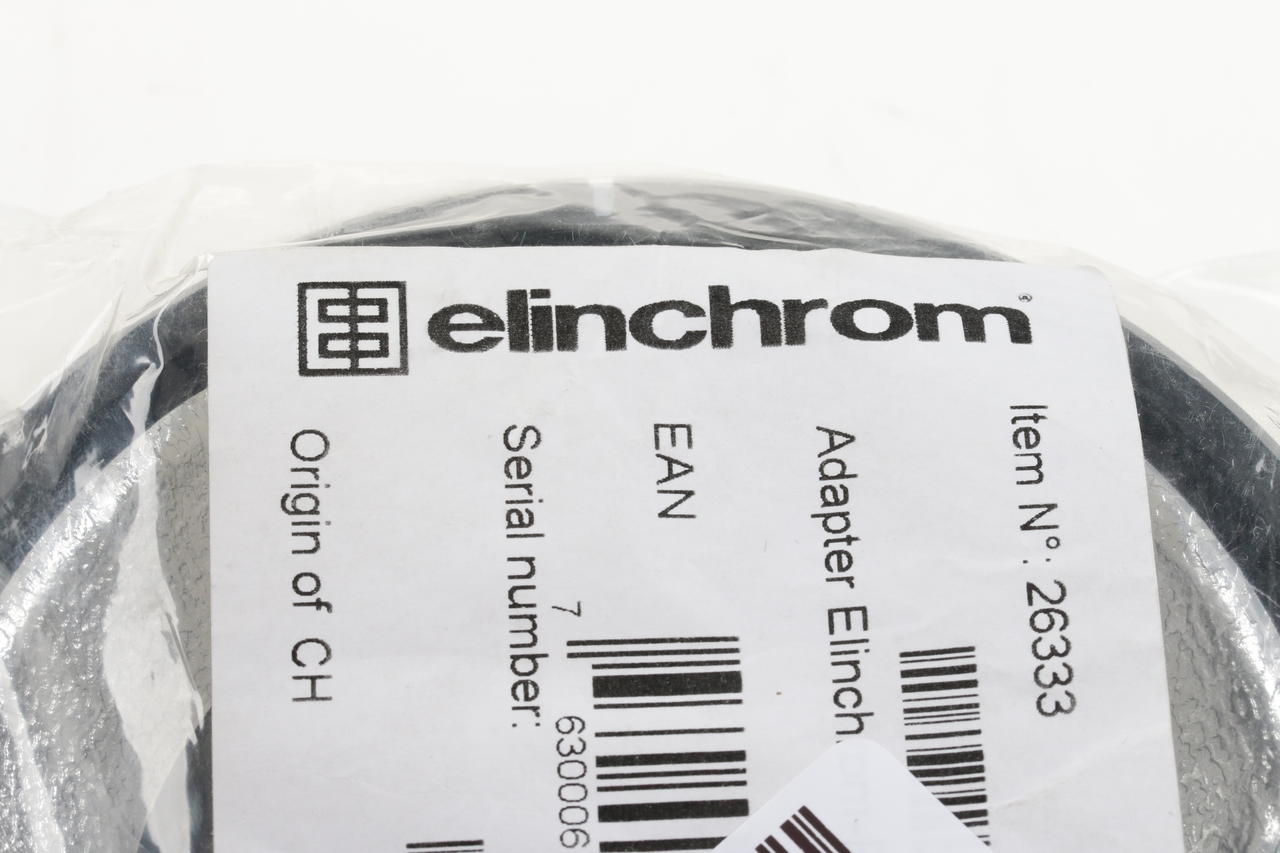 elinchrom
Item N°: 26333
Adapter Elinch
EAN
7 630006
Serial number:
Origin of CH